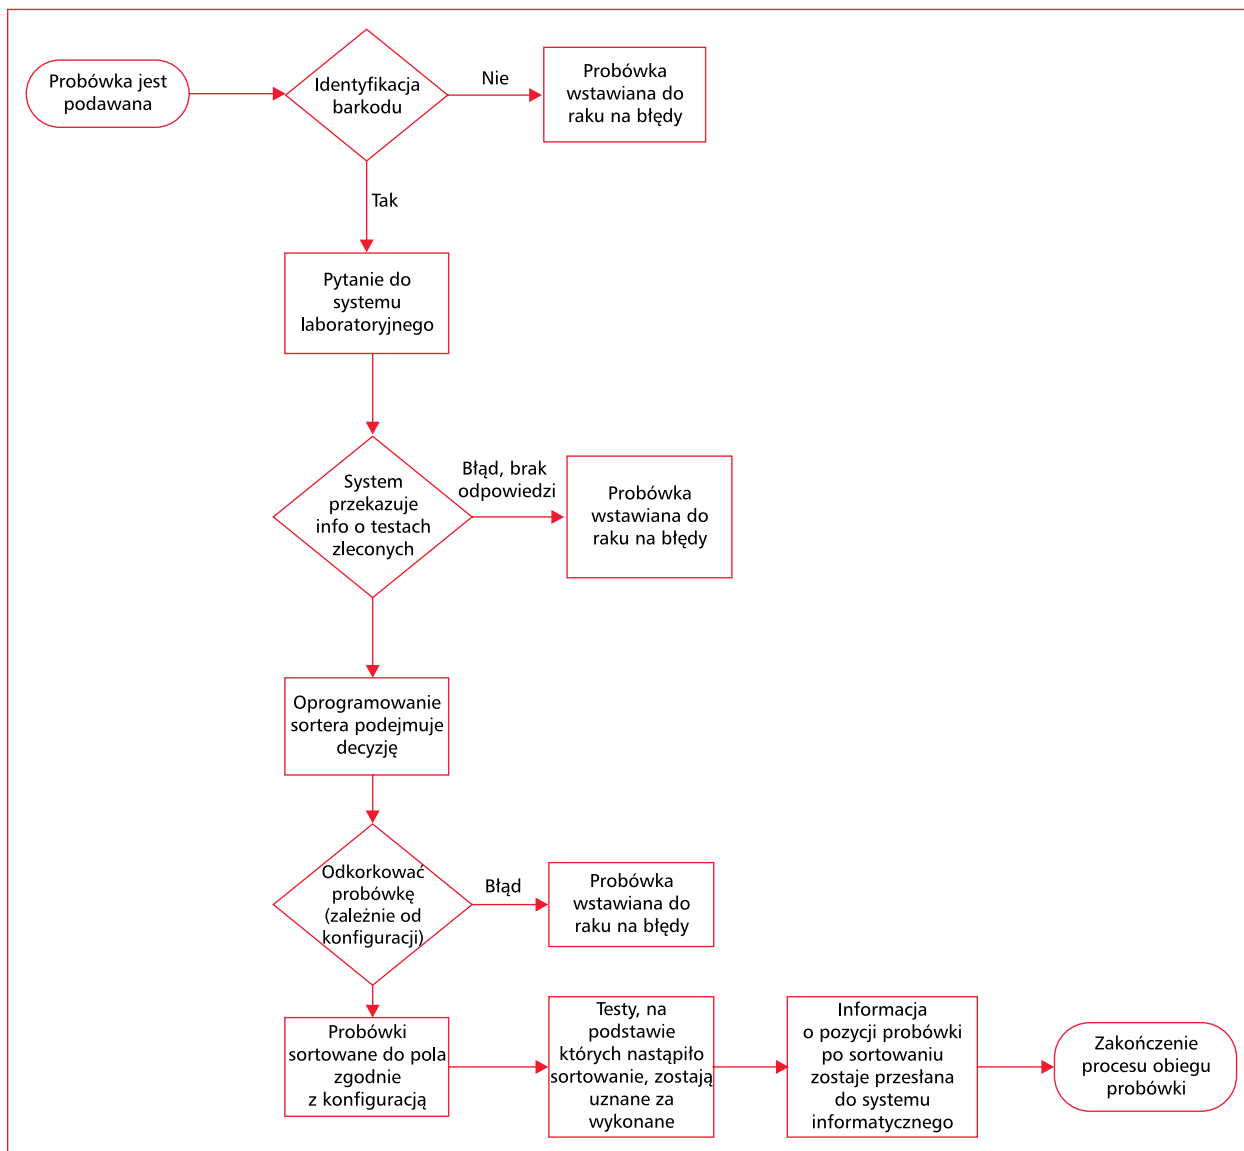 Probówka jest
podawana
Identyfikacja
barkodu
Nie
Probówka
wstawiana do
raku na błędy
Tak
Pytanie do
systemu
laboratoryjnego
System
przekazuje
info o testach
zleconych
Błąd, brak
odpowiedzi
Probówka
wstawiana do
raku na błędy
Oprogramowanie
sortera podejmuje
decyzję
Odkorkować
probówkę
(zależnie od
konfiguracji)
Błąd
Probówka
wstawiana do
raku na błędy
Probówki
sortowane do pola
zgodnie
z konfiguracją
Testy, na
podstawie
których nastąpiło
sortowanie, zostają
uznane za
wykonane
Informacja
o pozycji probówki
po sortowaniu
zostaje przesłana
do systemu
informatycznego
Zakończenie
procesu obiegu
probówki